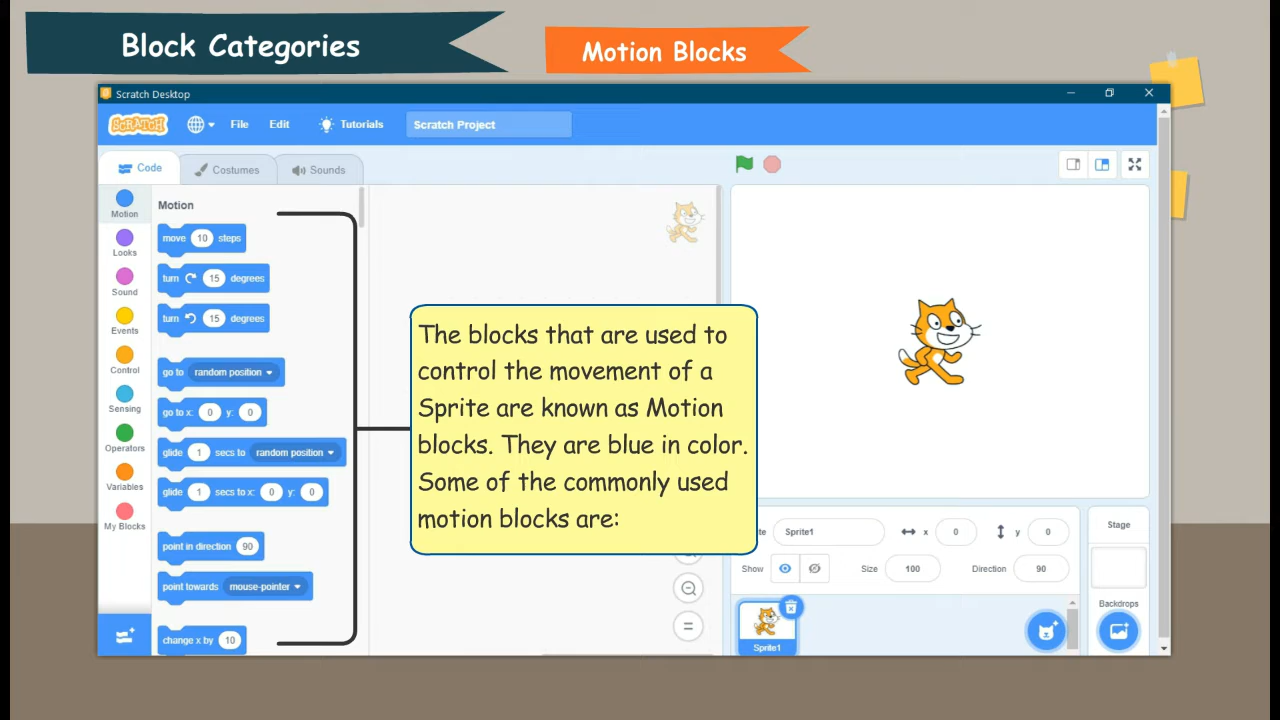 Block Categories
Motion Blocks
Scratch Desktop
SCRATCH
File Edit Tutorials Scratch Project
Code Costumes Sounds
Motion
Looks
Sound
Events
Control
Sensing
Operators
Variables
My Blocks
Motion
move 10 steps
turn 15 degrees
turn 15 degrees
go to random position
go to x: 0 y: 0
glide 1 secs to random position
glide 1 secs to x: 0 y: 0
point in direction 90
point towards mouse-pointer
change x by 10
The blocks that are used to
control the movement of a
Sprite are known as Motion
blocks. They are blue in color.
Some of the commonly used
motion blocks are:
Sprite1 x 0 y 0
Show Size 100 Direction 90
Sprite1
Stage
Backdrops